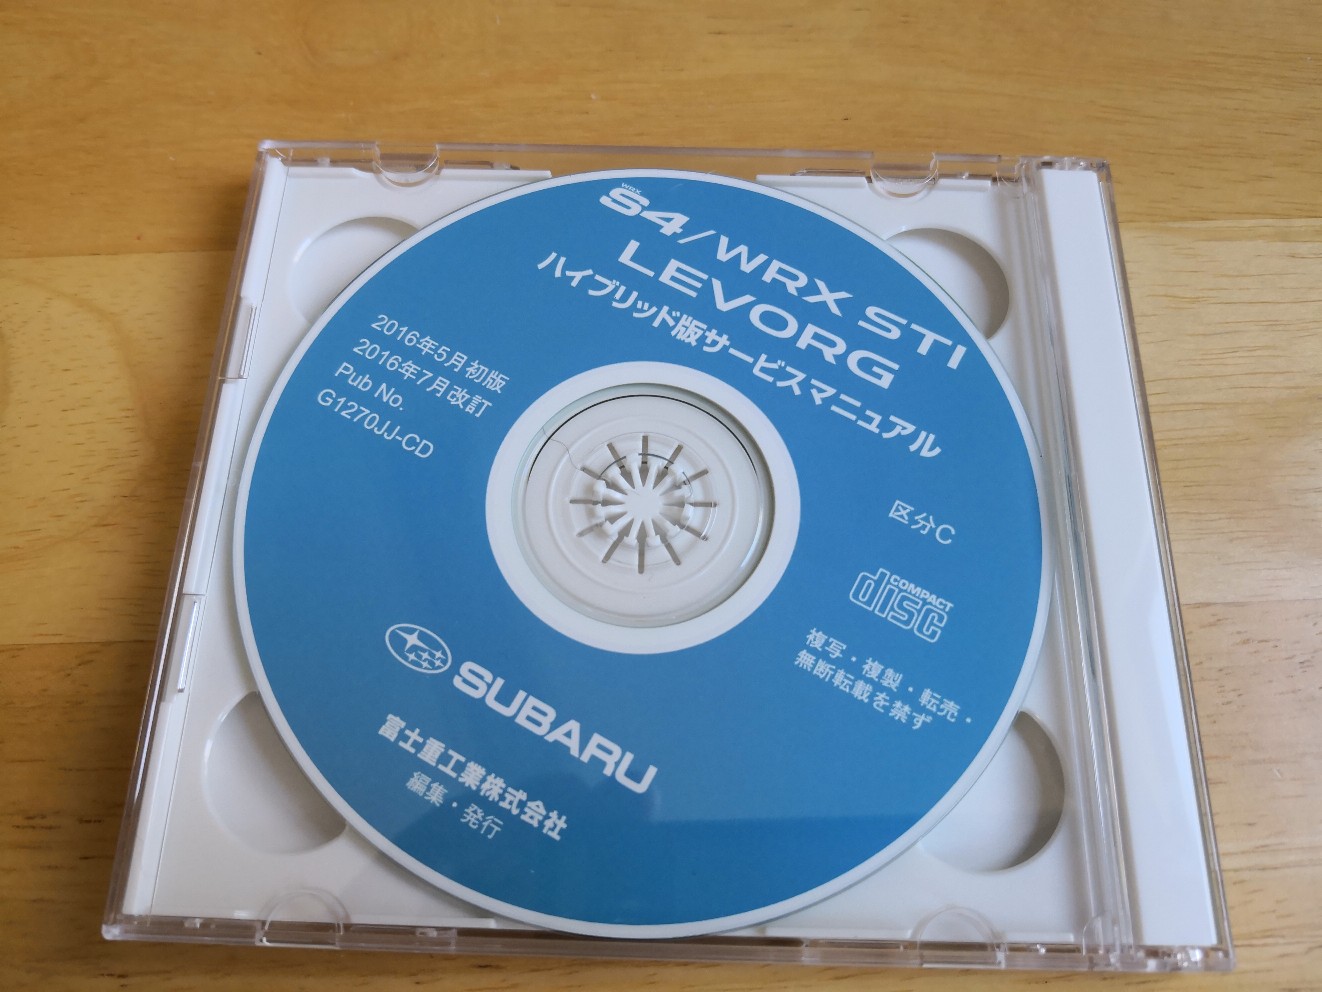 WRX
S4/WRX STI
LEVORG
ハイブリッド版サービスマニュアル
2016年5月初版
2016年7月改訂
Pub No.
G1270JJ-CD
区分C
COMPACT
disc
複写・複製・転売・
無断転載を禁ず
SUBARU
富士重工業株式会社
編集・発行